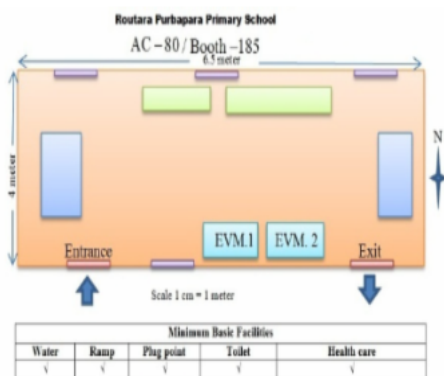 Routara Purbapara Primary School
AC – 80 / Booth –185
6.5 meter
4 meter
N
EVM.1 EVM. 2
Entrance Exit
Scale 1 cm = 1 meter
Minimum Basic Facilities
Water Ramp Plug point Toilet Health care
√ √ √ √ √